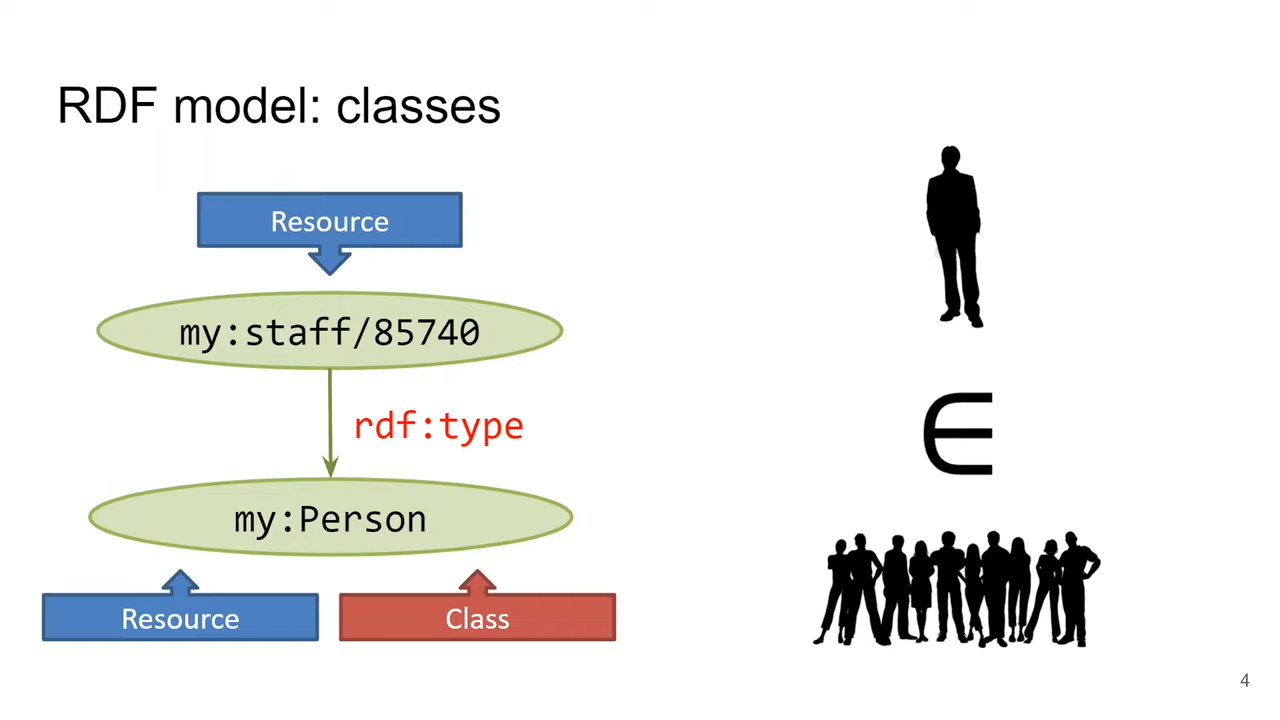 RDF model: classes
Resource
my:staff/85740
rdf:type
∈
my:Person
Resource
Class
4